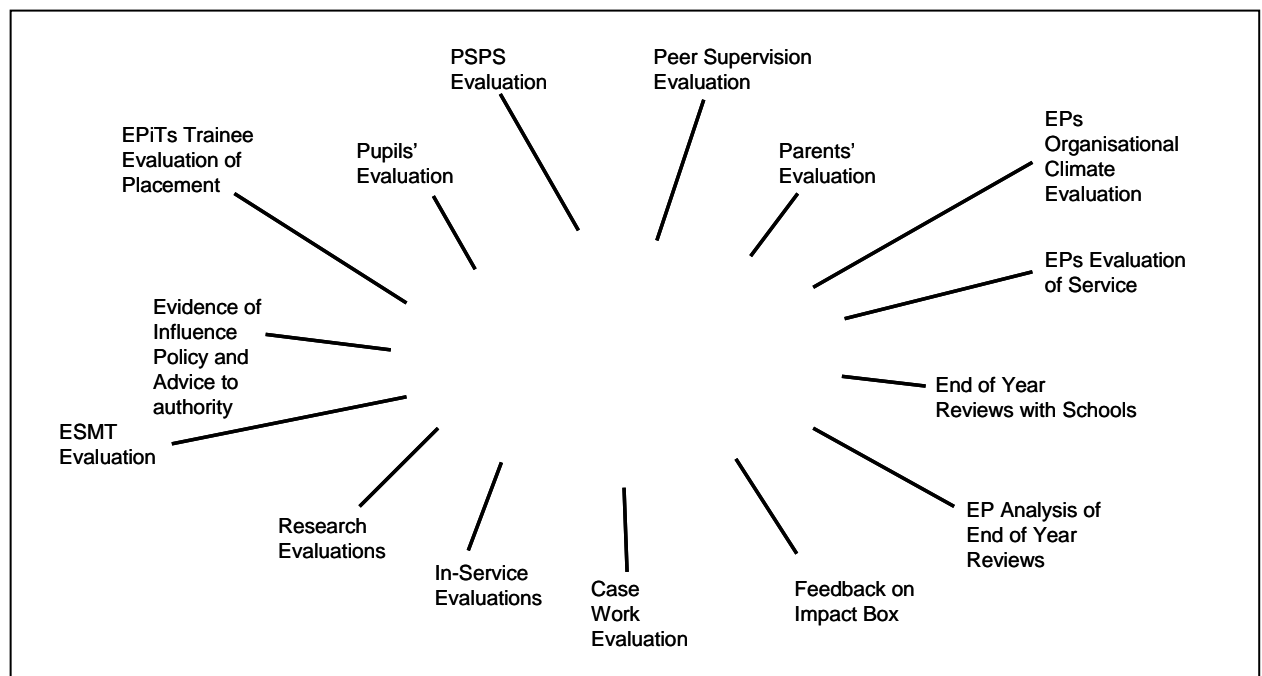 PSPS
Evaluation
Peer Supervision
Evaluation
EPs
Organisational
Climate
Evaluation
EPiTs Trainee
Evaluation of
Placement
Pupils’
Evaluation
Parents’
Evaluation
EPs Evaluation
of Service
Evidence of
Influence
Policy and
Advice to
authority
End of Year
Reviews with Schools
ESMT
Evaluation
EP Analysis of
End of Year
Reviews
Research
Evaluations
In-Service
Evaluations
Case
Work
Evaluation
Feedback on
Impact Box